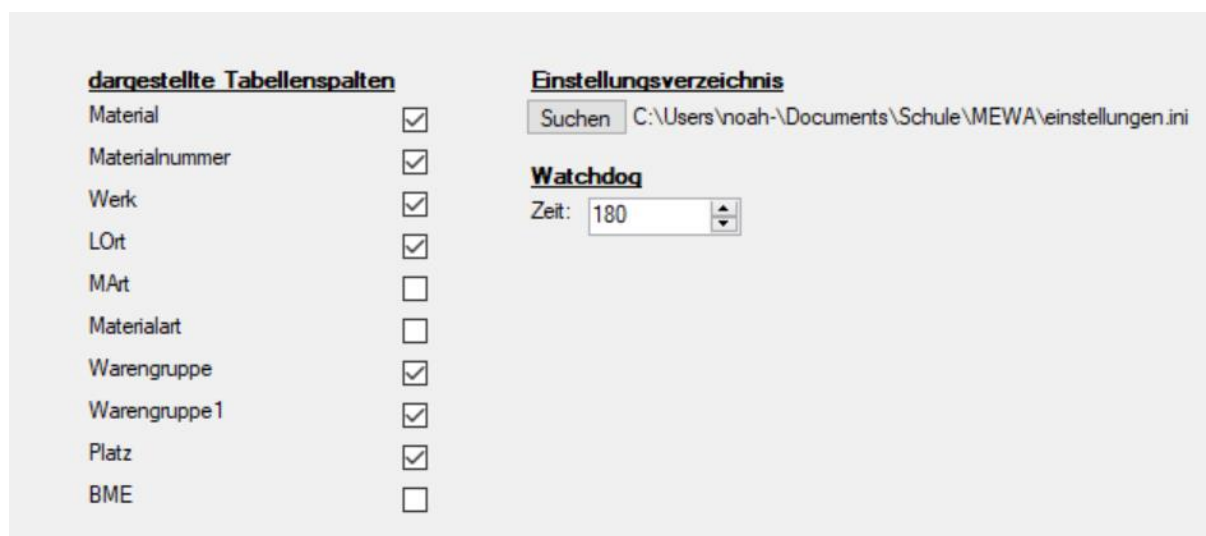 dargestellte Tabellenspalten
Material
Materialnummer
Werk
LOrt
MArt
Materialart
Warengruppe
Warengruppe1
Platz
BME
Einstellungsverzeichnis
Suchen C:\Users\noah-\Documents\Schule\MEWA\einstellungen.ini
Watchdog
Zeit: 180